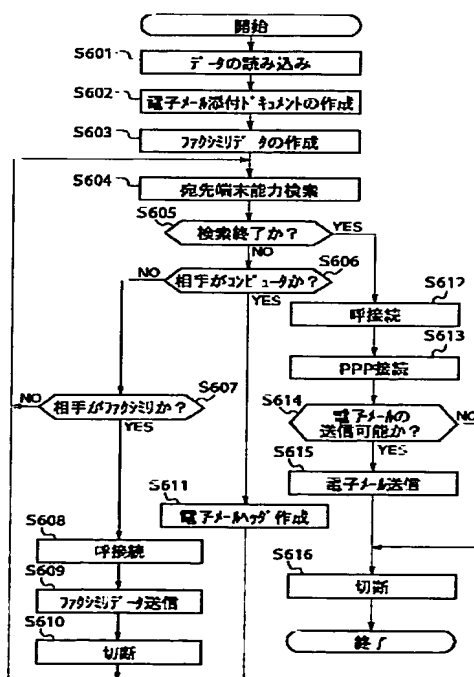 開始
S601
データの読み込み
S602
電子メール添付ドキュメントの作成
S603
ファクシミリデータの作成
S604
宛先端末能力検索
S605
検索終了か?
YES
NO
S606
相手がコンピュータか?
NO
YES
S607
相手がファクシミリか?
NO
YES
S608
呼接続
S609
ファクシミリデータ送信
S610
切断
S611
電子メールヘッダ作成
S612
呼接続
S613
PPP接続
S614
電子メールの
送信可能か?
NO
YES
S615
電子メール送信
S616
切断
終了